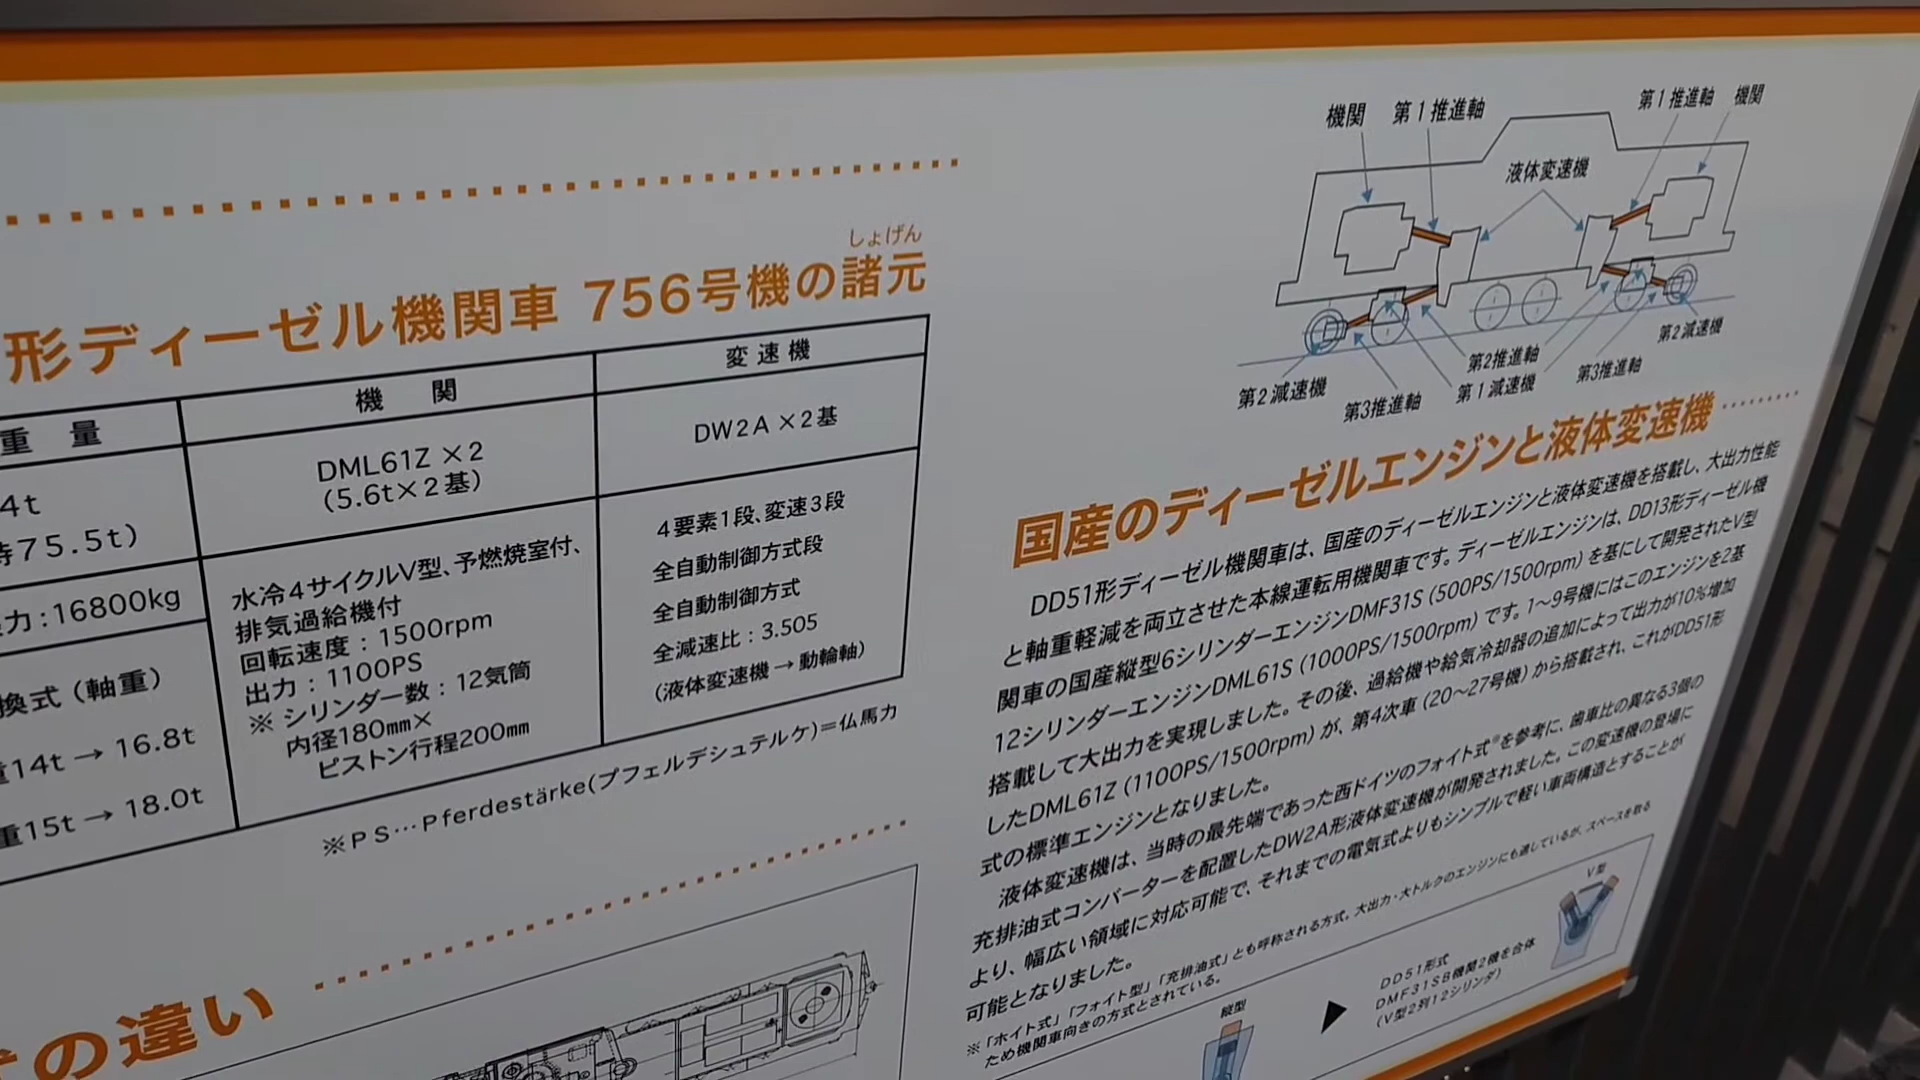 しょげん
形ディーゼル機関車 756号機の諸元
重 量
機 関
変 速 機
4t
時75.5t)
DML61Z ×2
(5.6t×2基)
DW2A ×2基
力:16800kg
換式 (軸重)
重14t → 16.8t
重15t → 18.0t
水冷4サイクルV型、予燃焼室付、
排気過給機付
回転速度 : 1500rpm
出力 : 1100PS
※ シリンダー数 : 12気筒
内径180mm×
ピストン行程200mm
4要素1段、変速3段
全自動制御方式段
全自動制御方式
全減速比 : 3.505
(液体変速機 → 動輪軸)
※PS…Pferdestärke(プフェルデシュテルケ)=仏馬力
の違い
機関
第1推進軸
第1推進軸
機関
液体変速機
第2減速機
第3推進軸
第2推進軸
第1減速機
第3推進軸
第2減速機
国産のディーゼルエンジンと液体変速機
DD51形ディーゼル機関車は、国産のディーゼルエンジンと液体変速機を搭載し、大出力性能
と軸重軽減を両立させた本線運転用機関車です。ディーゼルエンジンは、DD13形ディーゼル機
関車の国産縦型6シリンダーエンジンDMF31S (500PS/1500rpm) を基にして開発されたV型
12シリンダーエンジンDML61S (1000PS/1500rpm) です。1〜9号機にはこのエンジンを2基
搭載して大出力を実現しました。その後、過給機や給気冷却器の追加によって出力が10%増加
したDML61Z (1100PS/1500rpm) が、第4次車 (20〜27号機) から搭載され、これがDD51形
式の標準エンジンとなりました。
液体変速機は、当時の最先端であった西ドイツのフォイト式※を参考に、歯車比の異なる3個の
充排油式コンバーターを配置したDW2A形液体変速機が開発されました。この変速機の登場に
より、幅広い領域に対応可能で、それまでの電気式よりもシンプルで軽い車両構造とすることが
可能となりました。
※「ホイト式」「フォイト型」「充排油式」とも呼称される方式。大出力・大トルクのエンジンにも適しているが、スペースを取る
ため機関車向きの方式とされている。
縦型
DD51形式
DMF31SB機関2機を合体
(V型2列12シリンダ)
V型